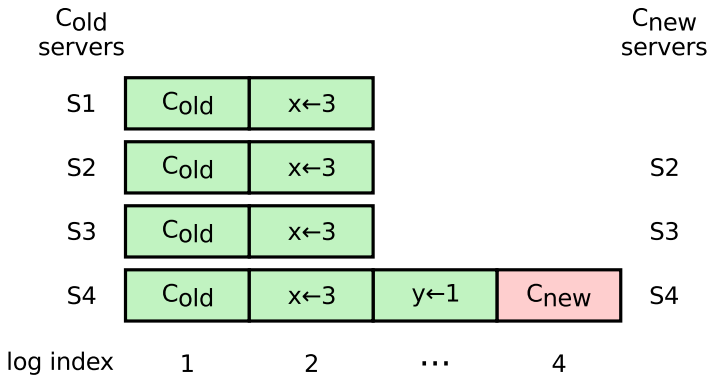 Cold servers
Cnew servers
S1 Cold x←3
S2 Cold x←3 S2
S3 Cold x←3 S3
S4 Cold x←3 y←1 Cnew S4
log index 1 2 ⋯ 4